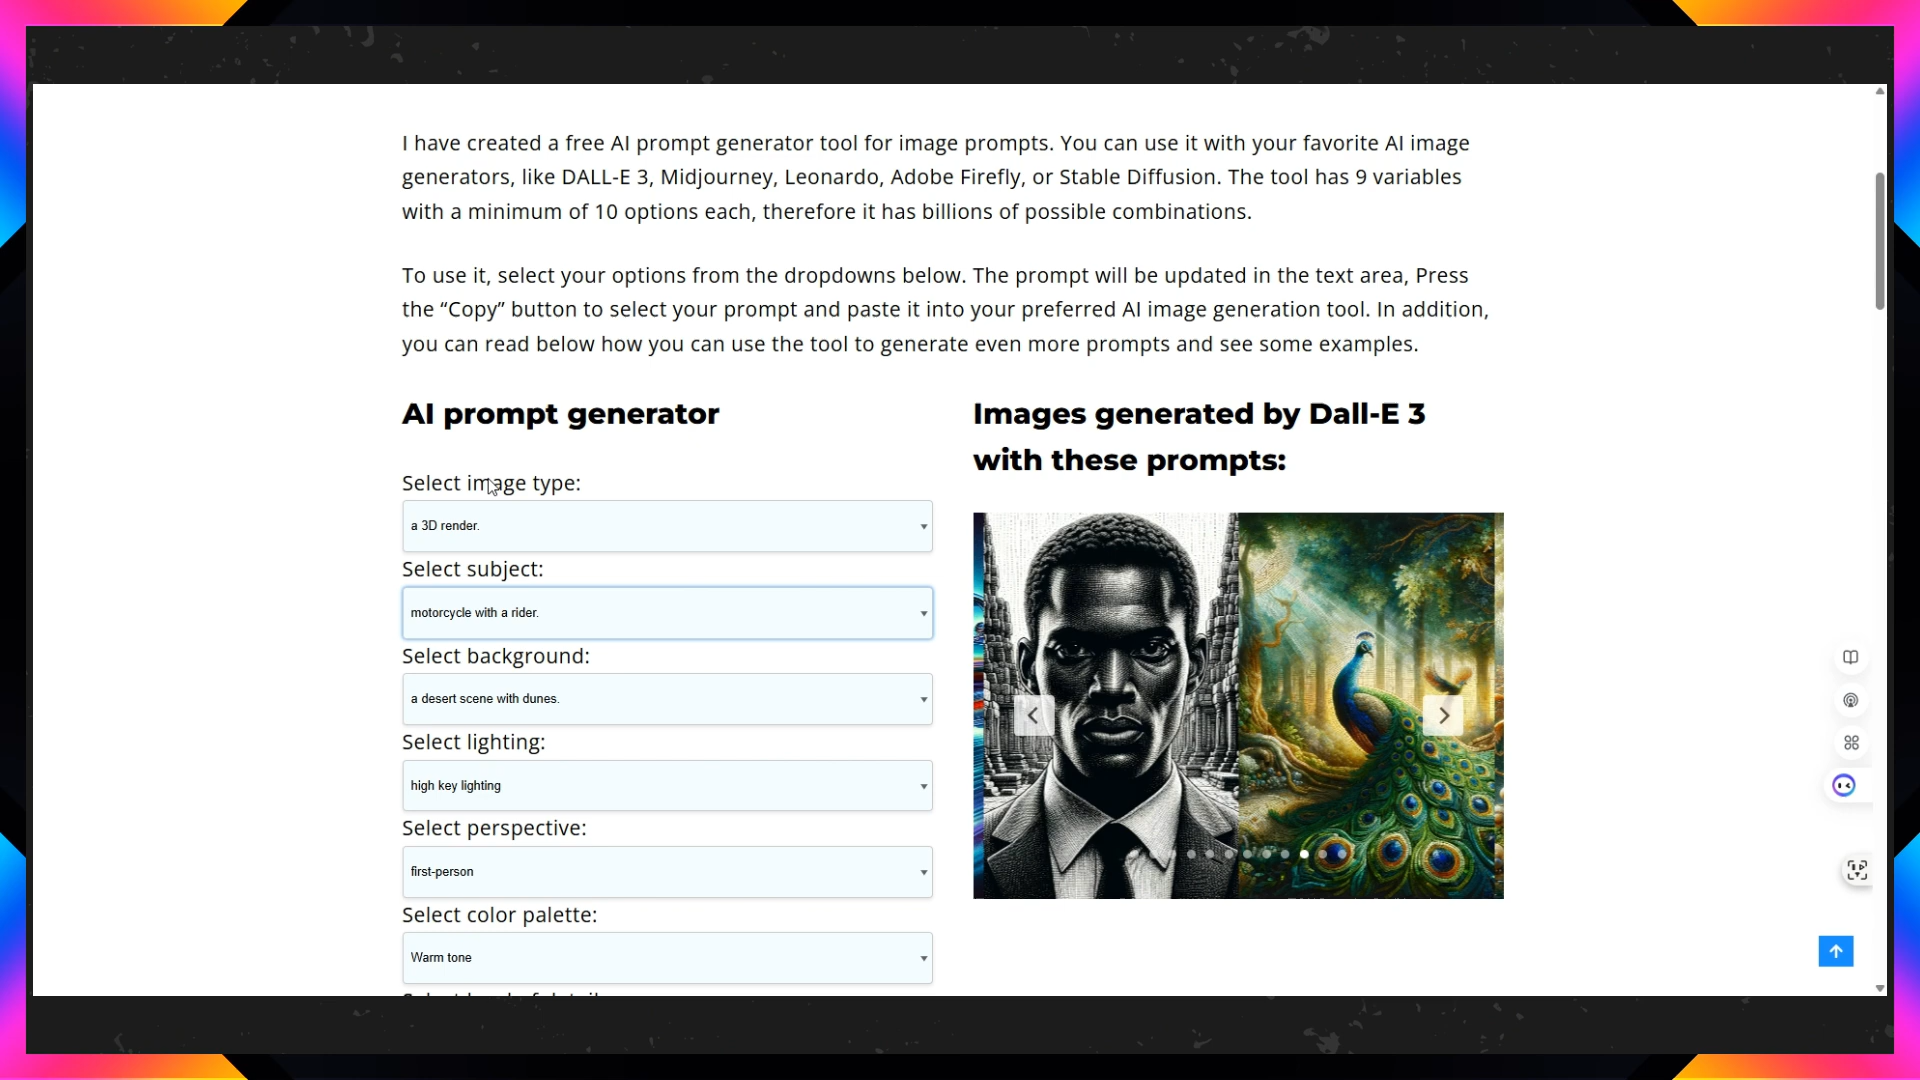 I have created a free AI prompt generator tool for image prompts. You can use it with your favorite AI image
generators, like DALL-E 3, Midjourney, Leonardo, Adobe Firefly, or Stable Diffusion. The tool has 9 variables
with a minimum of 10 options each, therefore it has billions of possible combinations.
To use it, select your options from the dropdowns below. The prompt will be updated in the text area, Press
the “Copy” button to select your prompt and paste it into your preferred AI image generation tool. In addition,
you can read below how you can use the tool to generate even more prompts and see some examples.
AI prompt generator
Select image type:
a 3D render.
Select subject:
motorcycle with a rider.
Select background:
a desert scene with dunes.
Select lighting:
high key lighting
Select perspective:
first-person
Select color palette:
Warm tone
Images generated by Dall-E 3
with these prompts: